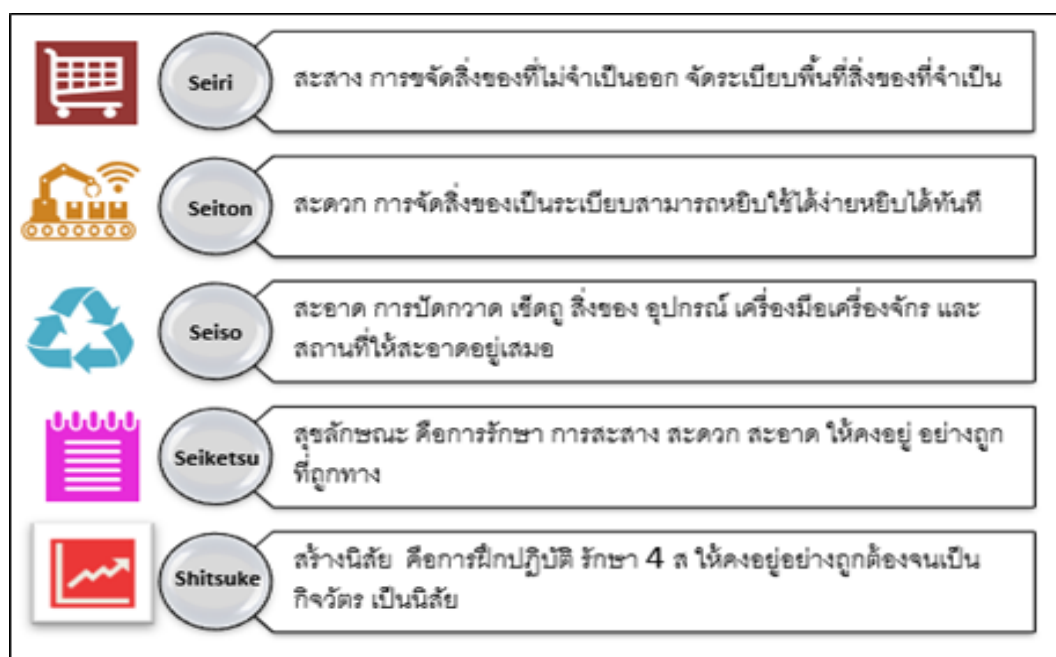 Seiri
สะสาง การขจัดสิ่งของที่ไม่จำเป็นออก จัดระเบียบพื้นที่สิ่งของที่จำเป็น
Seiton
สะดวก การจัดสิ่งของเป็นระเบียบสามารถหยิบใช้ได้ง่ายหยิบได้ทันที
Seiso
สะอาด การปัดกวาด เช็ดถู สิ่งของ อุปกรณ์ เครื่องมือเครื่องจักร และ
สถานที่ให้สะอาดอยู่เสมอ
Seiketsu
สุขลักษณะ คือการรักษา การสะสาง สะดวก สะอาด ให้คงอยู่ อย่างถูก
ที่ถูกทาง
Shitsuke
สร้างนิสัย คือการฝึกปฏิบัติ รักษา 4 ส ให้คงอยู่อย่างถูกต้องจนเป็น
กิจวัตร เป็นนิสัย